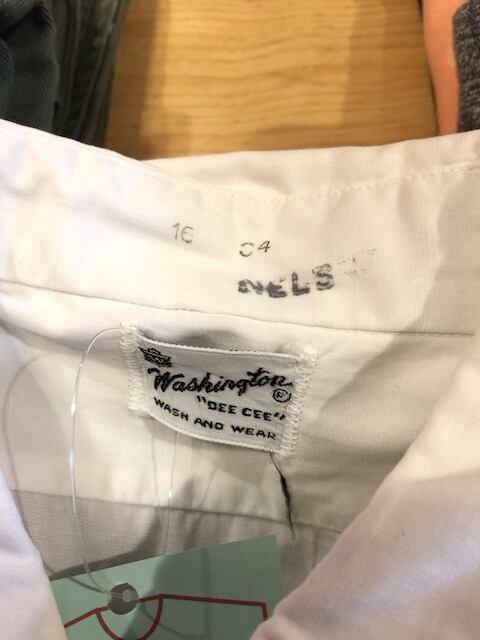 16 34
NELS
Washington ®
"DEE CEE"
WASH AND WEAR